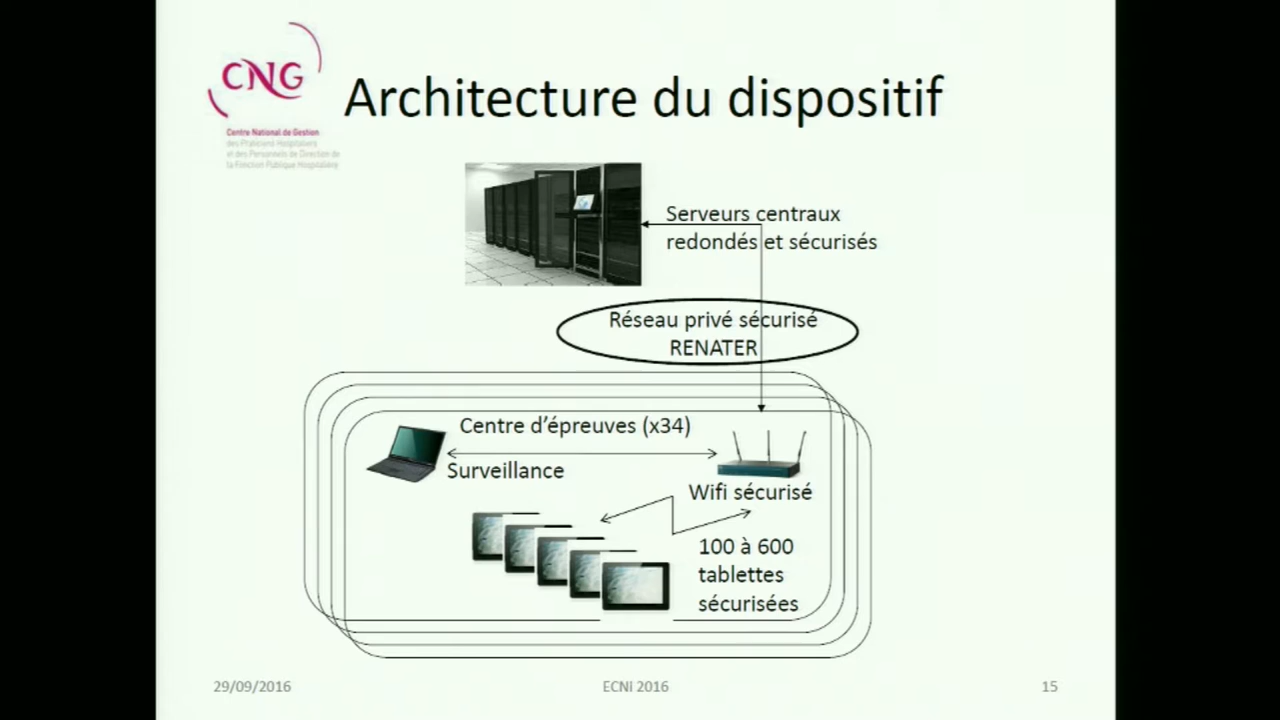 CNG
Centre National de Gestion
des Praticiens Hospitaliers
et des Personnels de Direction de
la Fonction Publique Hospitalière
Architecture du dispositif
Serveurs centraux
redondés et sécurisés
Réseau privé sécurisé
RENATER
Centre d'épreuves (x34)
Surveillance
Wifi sécurisé
100 à 600
tablettes
sécurisées
29/09/2016
ECNi 2016
15